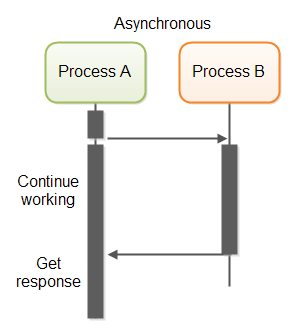 Asynchronous
Process A
Process B
Continue
working
Get
response